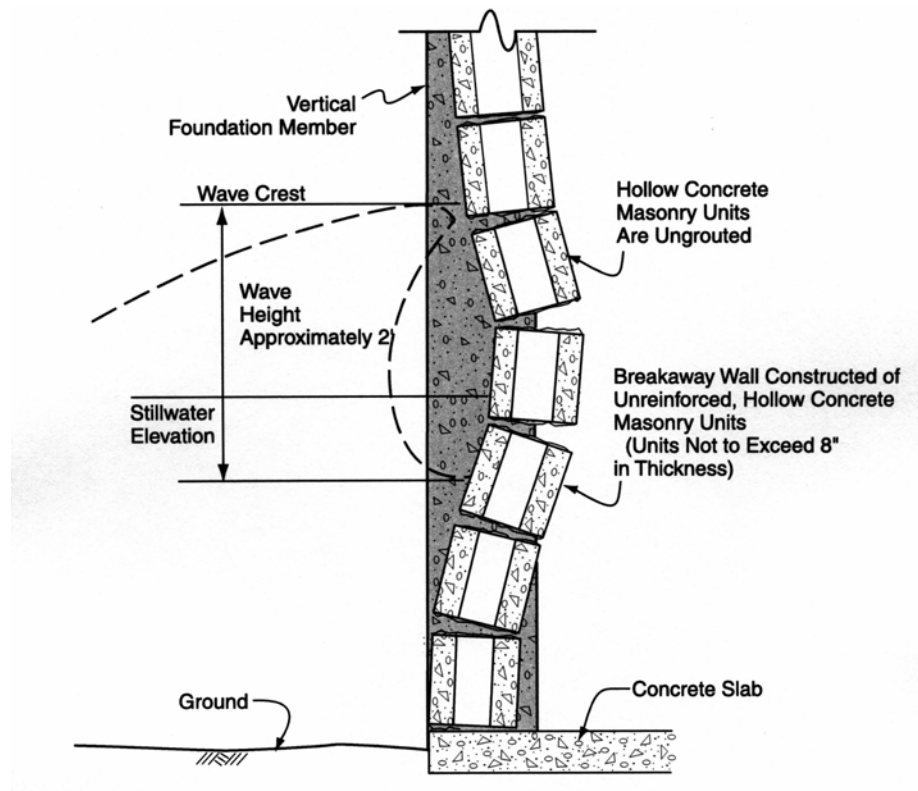 Vertical
Foundation Member
Wave Crest
Hollow Concrete
Masonry Units
Are Ungrouted
Wave
Height
Approximately 2'
Breakaway Wall Constructed of
Unreinforced, Hollow Concrete
Masonry Units
(Units Not to Exceed 8"
in Thickness)
Stillwater
Elevation
Ground
Concrete Slab